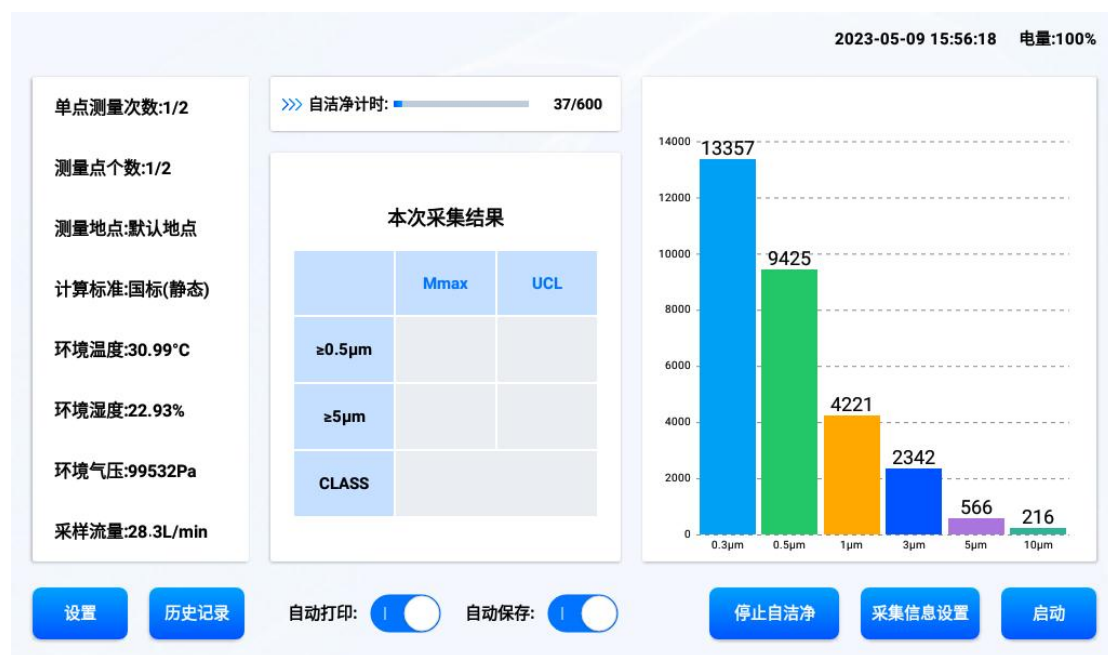 2023-05-09 15:56:18 电量:100%
单点测量次数:1/2
测量点个数:1/2
测量地点:默认地点
计算标准:国标(静态)
环境温度:30.99°C
环境湿度:22.93%
环境气压:99532Pa
采样流量:28.3L/min
>>> 自洁净计时: 37/600
本次采集结果
Mmax UCL
≥0.5μm
≥5μm
CLASS
14000
12000
10000
8000
6000
4000
2000
0
13357
9425
4221
2342
566
216
0.3μm 0.5μm 1μm 3μm 5μm 10μm
设置 历史记录 自动打印: 自动保存: 停止自洁净 采集信息设置 启动